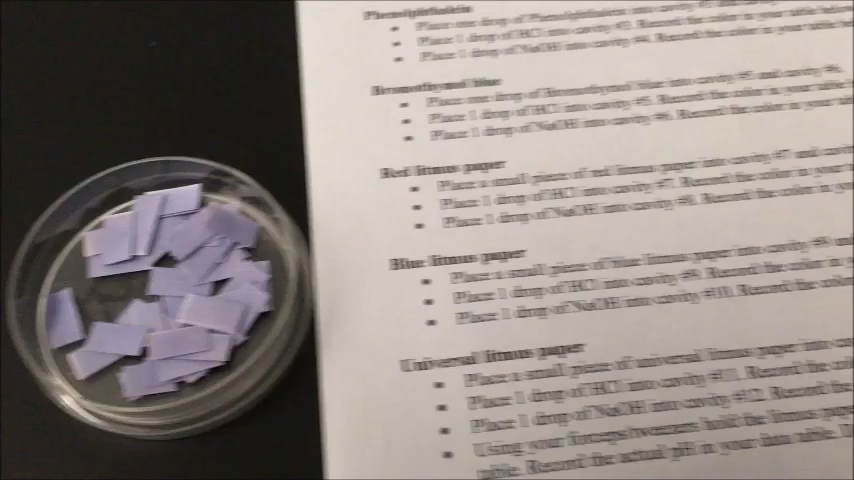 Phenolphthalein
Place one drop of Phenolphthalein into cavity #3 and cavity
Place 1 drop of HCl into cavity #3. Record the color in your table below
Place 1 drop of NaOH into cavity #4. Record the color in your table
Bromothymol blue
Place one drop of Bromothymol blue into cavity #5 and cavity #6.
Place 1 drop of HCl into cavity #5. Record the color in your table
Place 1 drop of NaOH into cavity #6. Record the color in your
Red litmus paper
Place a small piece of red litmus paper into cavity #7 and
Place 1 drop of HCl into cavity #7. Record the color in your
Place 1 drop of NaOH into cavity #8. Record the color in your
Blue litmus paper
Place a small piece of blue litmus paper into cavity #9
Place 1 drop of HCl into cavity #9. Record the color in
Place 1 drop of NaOH into cavity #10. Record the
Universal litmus paper
Place a small piece of universal litmus paper into
Place 1 drop of HCl into cavity #11. Record the
Place 1 drop of NaOH into cavity #12. Record the
Using your forceps/tweezers hold the litmus
table. Record the actual pH in your data table.